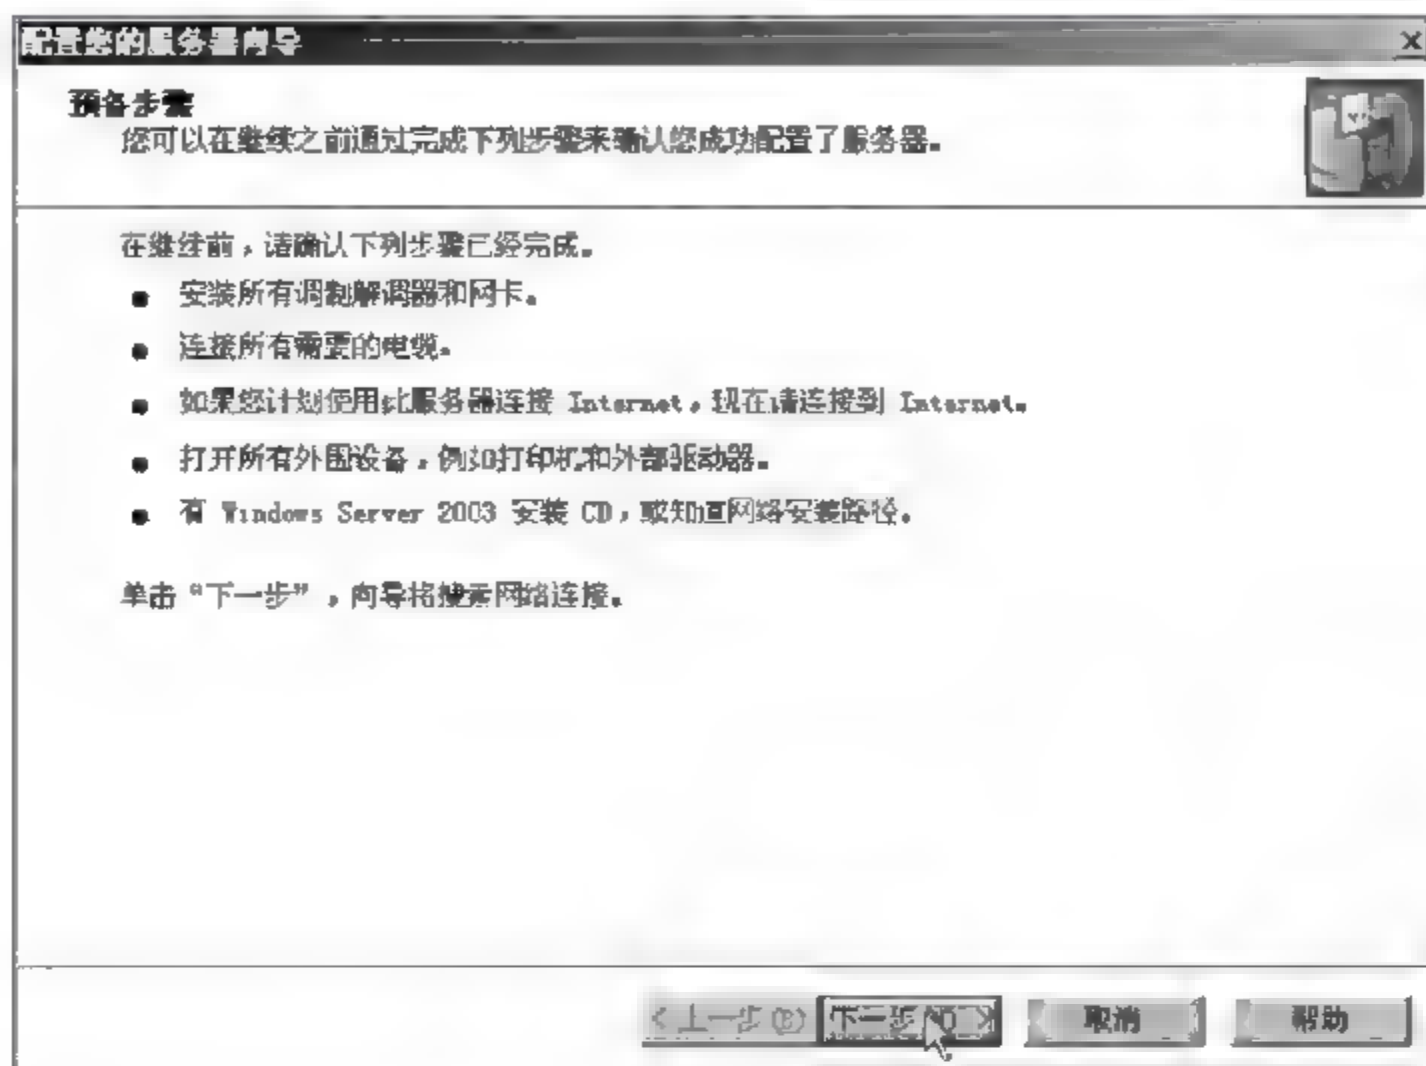 配置您的服务器向导
预备步骤
您可以在继续之前通过完成下列步骤来确认您成功配置了服务器。
在继续前，请确认下列步骤已经完成。
安装所有调制解调器和网卡。
连接所有需要的电缆。
如果您计划使用此服务器连接 Internet，现在请连接到 Internet。
打开所有外围设备，例如打印机和外部驱动器。
有 Windows Server 2003 安装 CD，或知道网络安装路径。
单击“下一步”，向导将搜索网络连接。
< 上一步(B) 下一步(N) > 取消 帮助